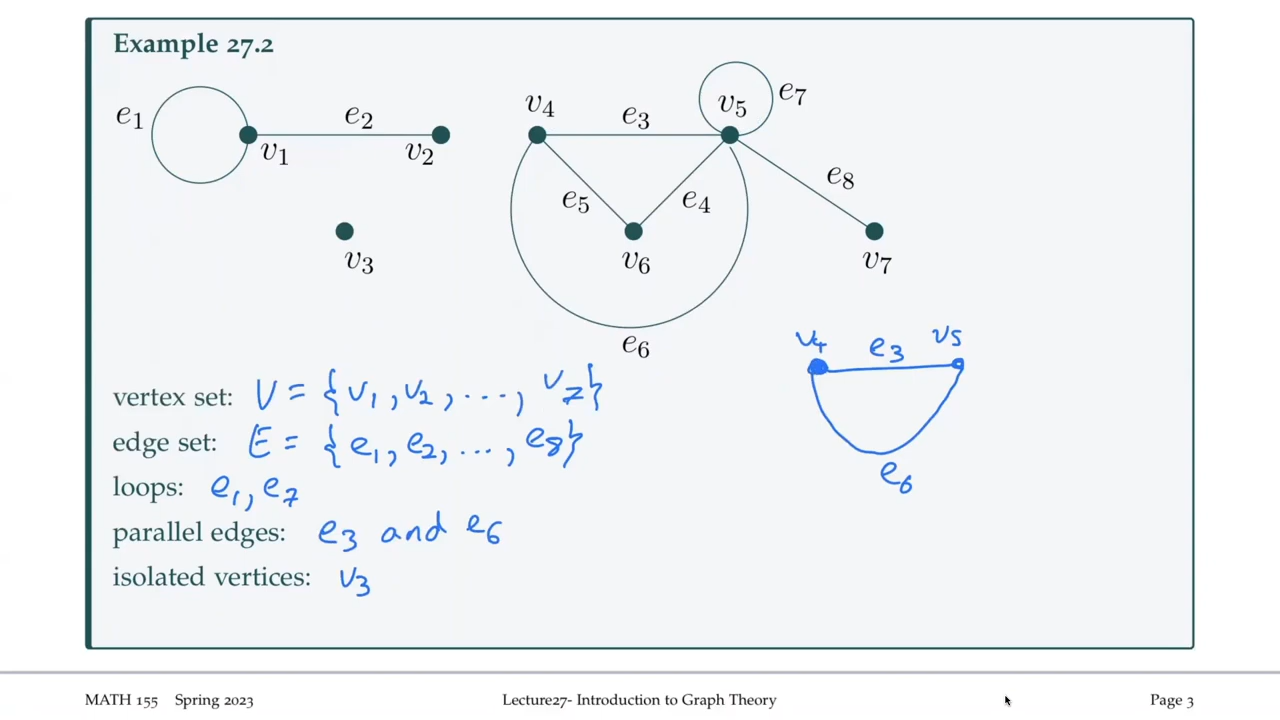 Example 27.2
e1 v1 e2 v2
v3
v4 e3 v5 e7
e5 e4 e8
v6 v7
e6
v4 e3 v5
e6
vertex set: V = {v1, v2, ..., v7}
edge set: E = {e1, e2, ..., e8}
loops: e1, e7
parallel edges: e3 and e6
isolated vertices: v3
MATH 155 Spring 2023 Lecture27- Introduction to Graph Theory Page 3